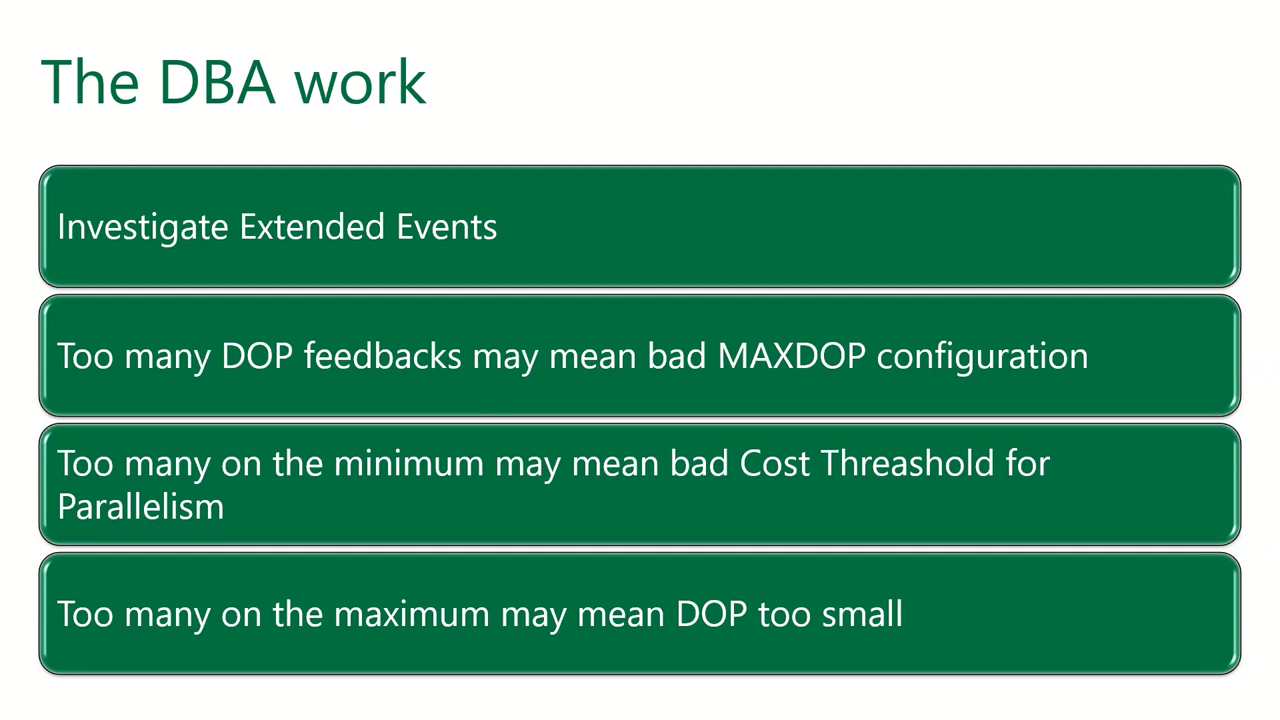 The DBA work
Investigate Extended Events
Too many DOP feedbacks may mean bad MAXDOP configuration
Too many on the minimum may mean bad Cost Threashold for
Parallelism
Too many on the maximum may mean DOP too small